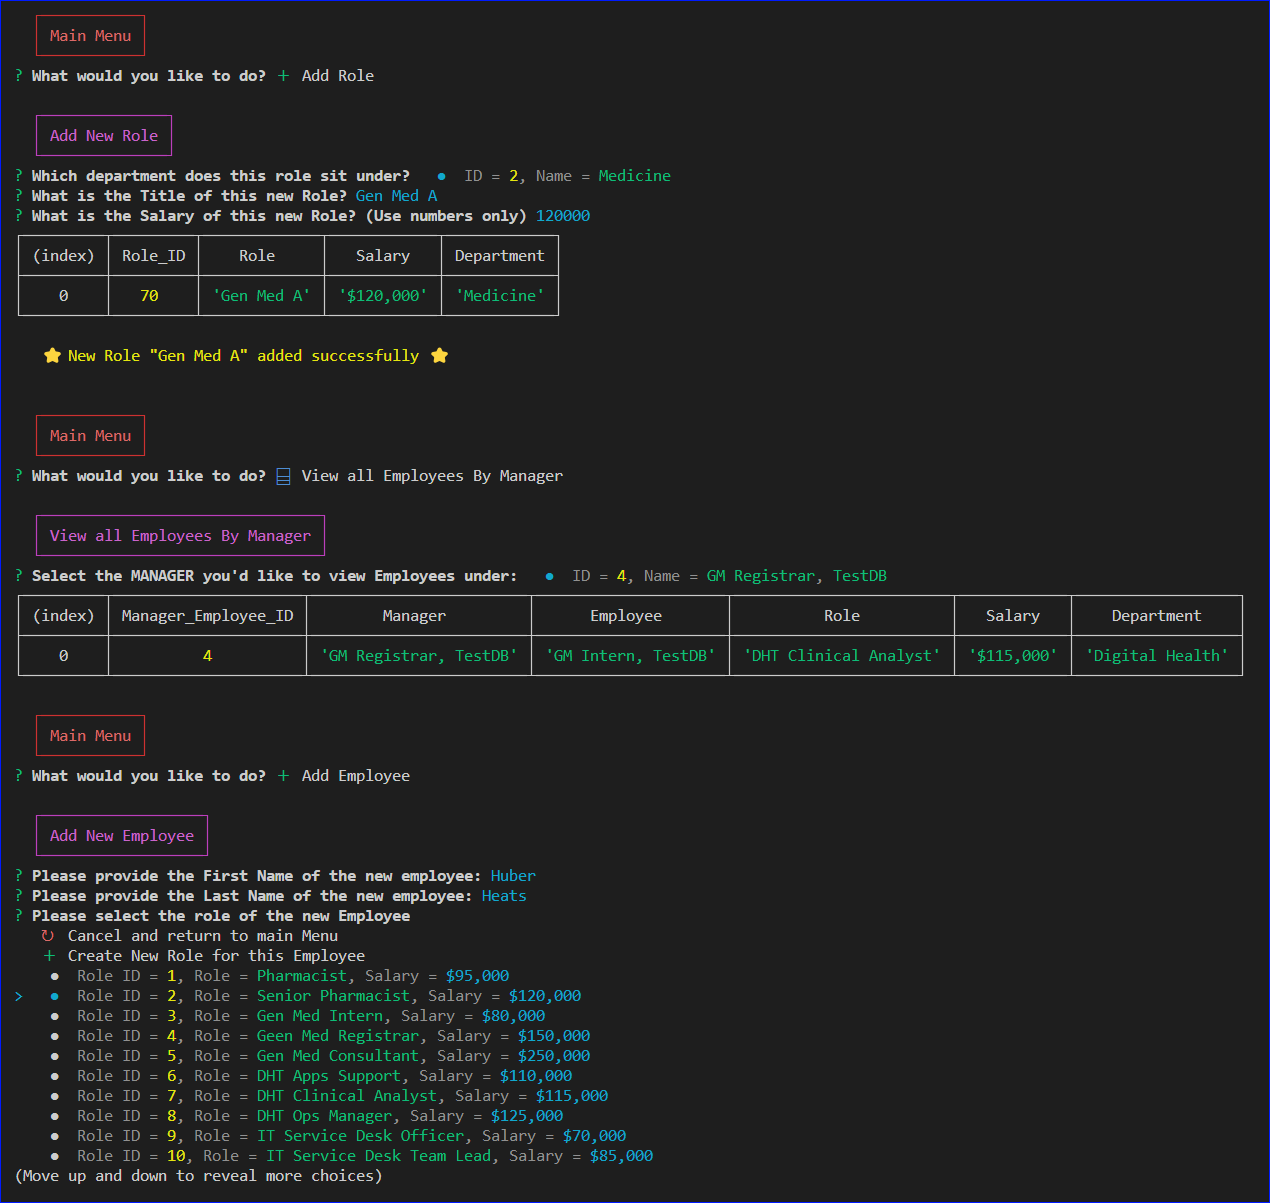 Main Menu
? What would you like to do? + Add Role
Add New Role
? Which department does this role sit under? ● ID = 2, Name = Medicine
? What is the Title of this new Role? Gen Med A
? What is the Salary of this new Role? (Use numbers only) 120000
(index) Role_ID Role Salary Department
0 70 'Gen Med A' '$120,000' 'Medicine'
New Role "Gen Med A" added successfully
Main Menu
? What would you like to do? View all Employees By Manager
View all Employees By Manager
? Select the MANAGER you'd like to view Employees under: ● ID = 4, Name = GM Registrar, TestDB
(index) Manager_Employee_ID Manager Employee Role Salary Department
0 4 'GM Registrar, TestDB' 'GM Intern, TestDB' 'DHT Clinical Analyst' '$115,000' 'Digital Health'
Main Menu
? What would you like to do? + Add Employee
Add New Employee
? Please provide the First Name of the new employee: Huber
? Please provide the Last Name of the new employee: Heats
? Please select the role of the new Employee
↻ Cancel and return to main Menu
+ Create New Role for this Employee
● Role ID = 1, Role = Pharmacist, Salary = $95,000
> ● Role ID = 2, Role = Senior Pharmacist, Salary = $120,000
● Role ID = 3, Role = Gen Med Intern, Salary = $80,000
● Role ID = 4, Role = Geen Med Registrar, Salary = $150,000
● Role ID = 5, Role = Gen Med Consultant, Salary = $250,000
● Role ID = 6, Role = DHT Apps Support, Salary = $110,000
● Role ID = 7, Role = DHT Clinical Analyst, Salary = $115,000
● Role ID = 8, Role = DHT Ops Manager, Salary = $125,000
● Role ID = 9, Role = IT Service Desk Officer, Salary = $70,000
● Role ID = 10, Role = IT Service Desk Team Lead, Salary = $85,000
(Move up and down to reveal more choices)